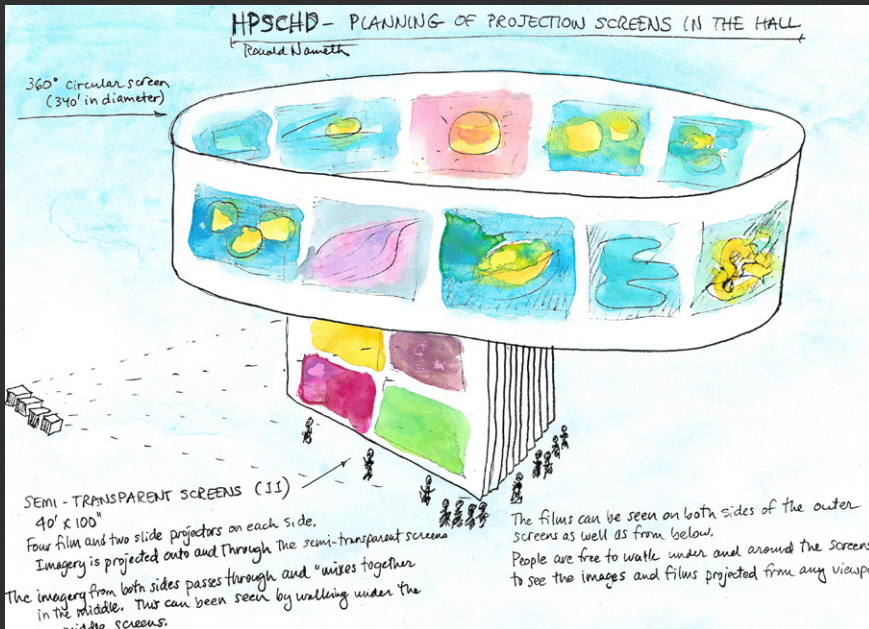 HPSCHD - PLANNING OF PROJECTION SCREENS IN THE HALL
Ronald Nameth
360° circular screen
(340' in diameter)
SEMI-TRANSPARENT SCREENS (II)
40' x 100"
Four film and two slide projectors on each side.
Imagery is projected onto and through the semi-transparent screens
The imagery from both sides passes through and "mixes together
in the middle. This can been seen by walking under the
middle screens.
The films can be seen on both sides of the outer
screens as well as from below.
People are free to walk under and around the screens
to see the images and films projected from any viewp